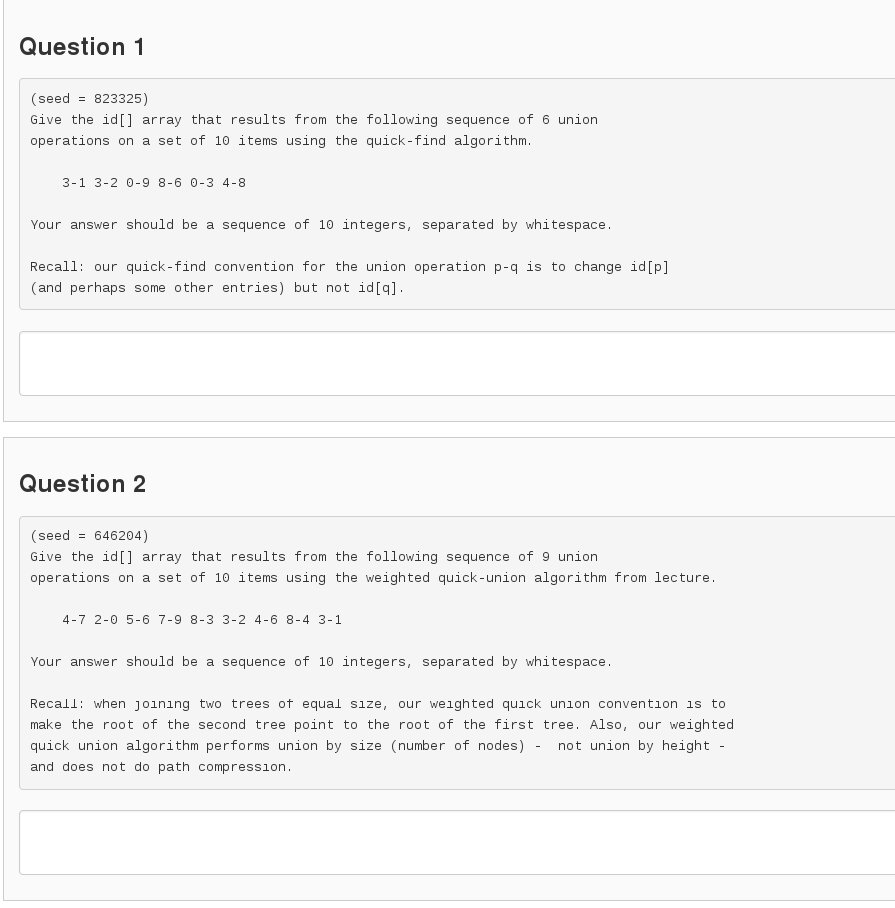 Question 1
(seed = 823325)
Give the id[] array that results from the following sequence of 6 union
operations on a set of 10 items using the quick-find algorithm.
3-1 3-2 0-9 8-6 0-3 4-8
Your answer should be a sequence of 10 integers, separated by whitespace.
Recall: our quick-find convention for the union operation p-q is to change id[p]
(and perhaps some other entries) but not id[q].
Question 2
(seed = 646204)
Give the id[] array that results from the following sequence of 9 union
operations on a set of 10 items using the weighted quick-union algorithm from lecture.
4-7 2-0 5-6 7-9 8-3 3-2 4-6 8-4 3-1
Your answer should be a sequence of 10 integers, separated by whitespace.
Recall: when joining two trees of equal size, our weighted quick union convention is to
make the root of the second tree point to the root of the first tree. Also, our weighted
quick union algorithm performs union by size (number of nodes) -  not union by height -
and does not do path compression.